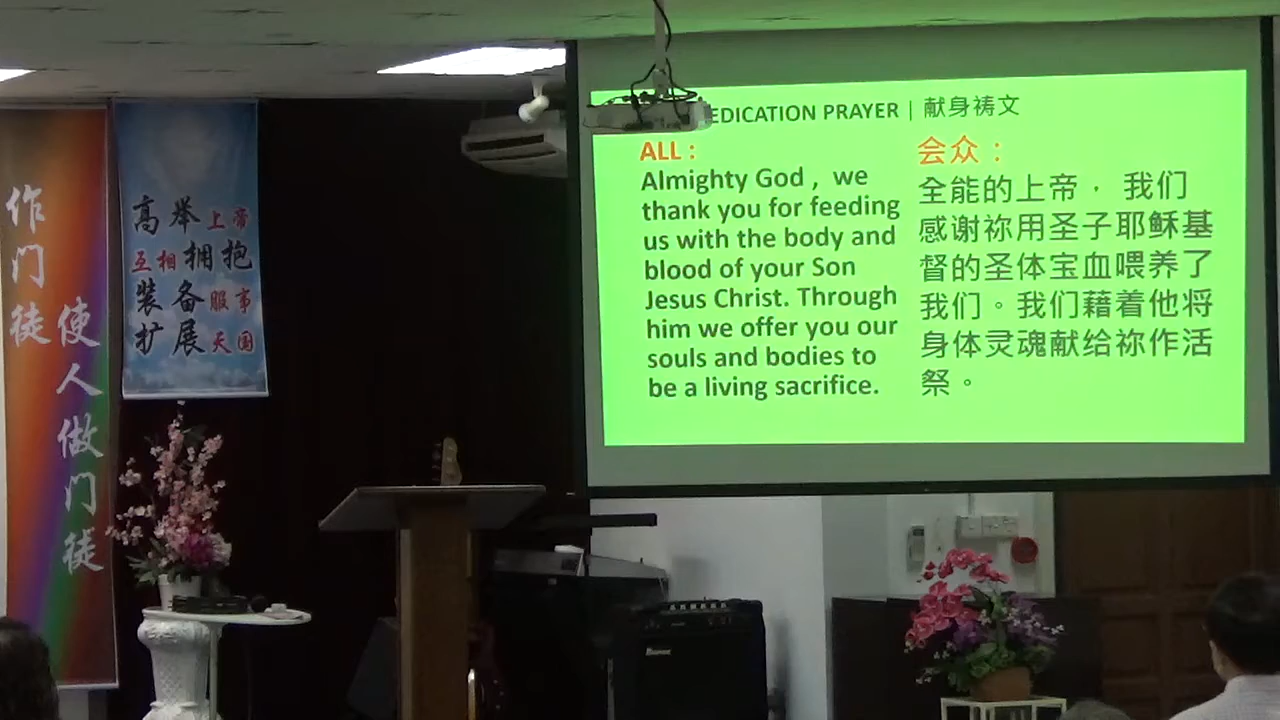 作门徒
使人做门徒
高举上帝
互相拥抱
装备服事
扩展天国
EDICATION PRAYER | 献身祷文
ALL :
Almighty God , we
thank you for feeding
us with the body and
blood of your Son
Jesus Christ. Through
him we offer you our
souls and bodies to
be a living sacrifice.
会众：
全能的上帝， 我们
感谢祢用圣子耶稣基
督的圣体宝血喂养了
我们。我们藉着他将
身体灵魂献给祢作活
祭。
Ibanez